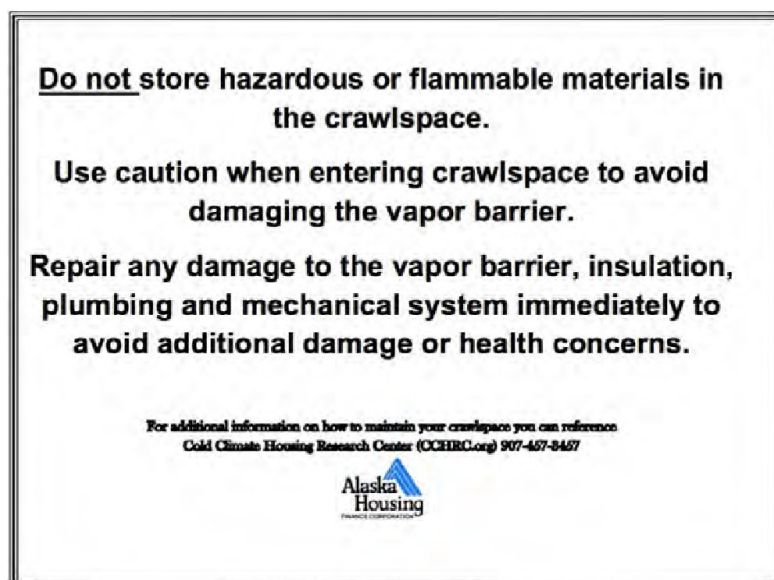 Do not store hazardous or flammable materials in
the crawlspace.
Use caution when entering crawlspace to avoid
damaging the vapor barrier.
Repair any damage to the vapor barrier, insulation,
plumbing and mechanical system immediately to
avoid additional damage or health concerns.
For additional information on how to maintain your crawlspace you can reference
Cold Climate Housing Research Center (CCHRC.org) 907-457-3457
Alaska
Housing
FINANCE CORPORATION